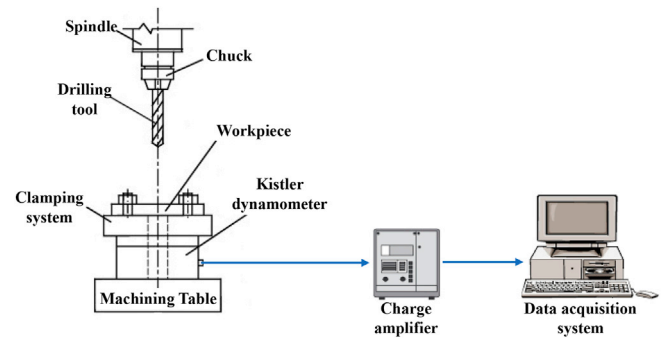 Spindle
Chuck
Drilling
tool
Workpiece
Clamping
system
Kistler
dynamometer
Machining Table
Charge
amplifier
Data acquisition
system